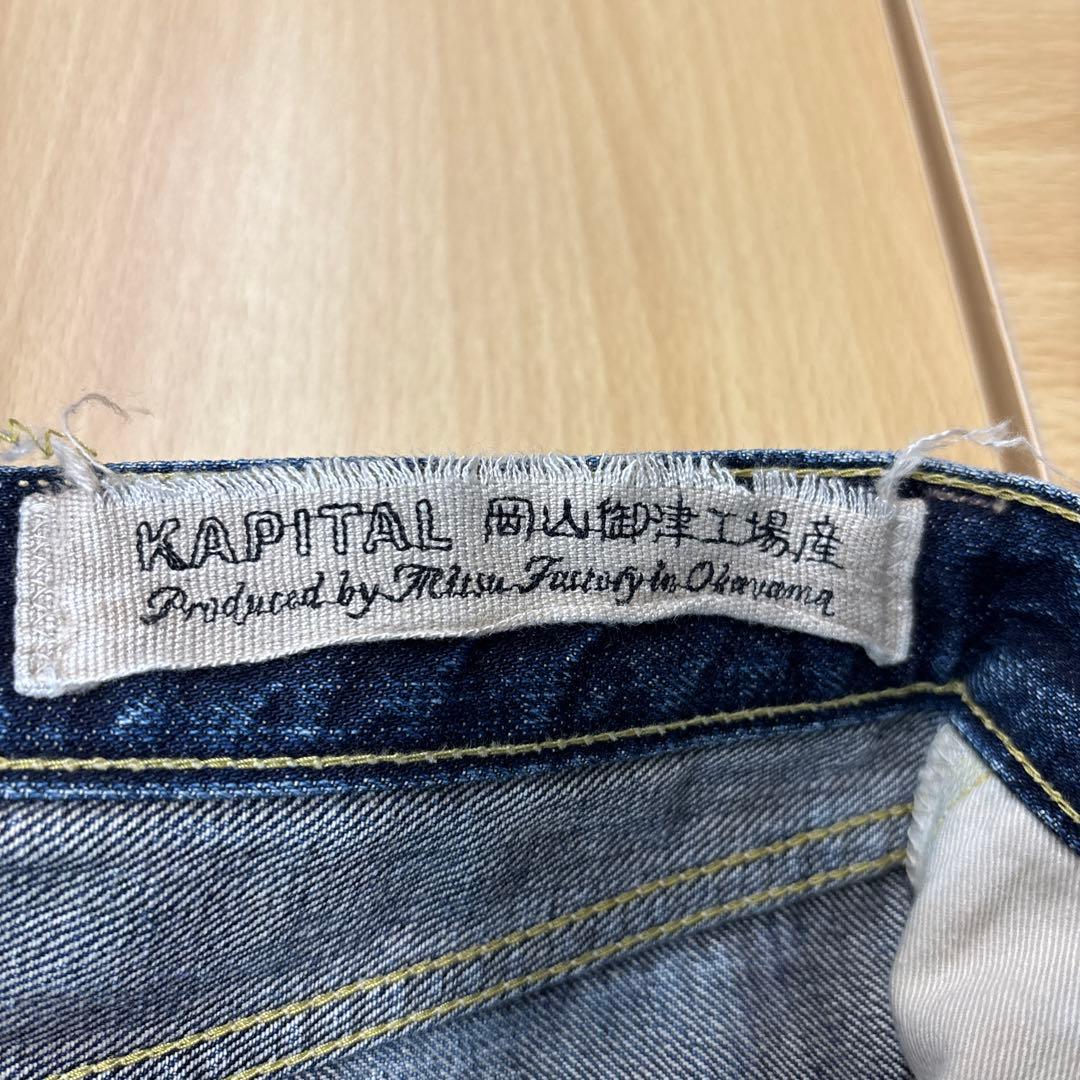 KAPITAL 岡山御津工場産
Produced by Mitsu Factory in Okayama